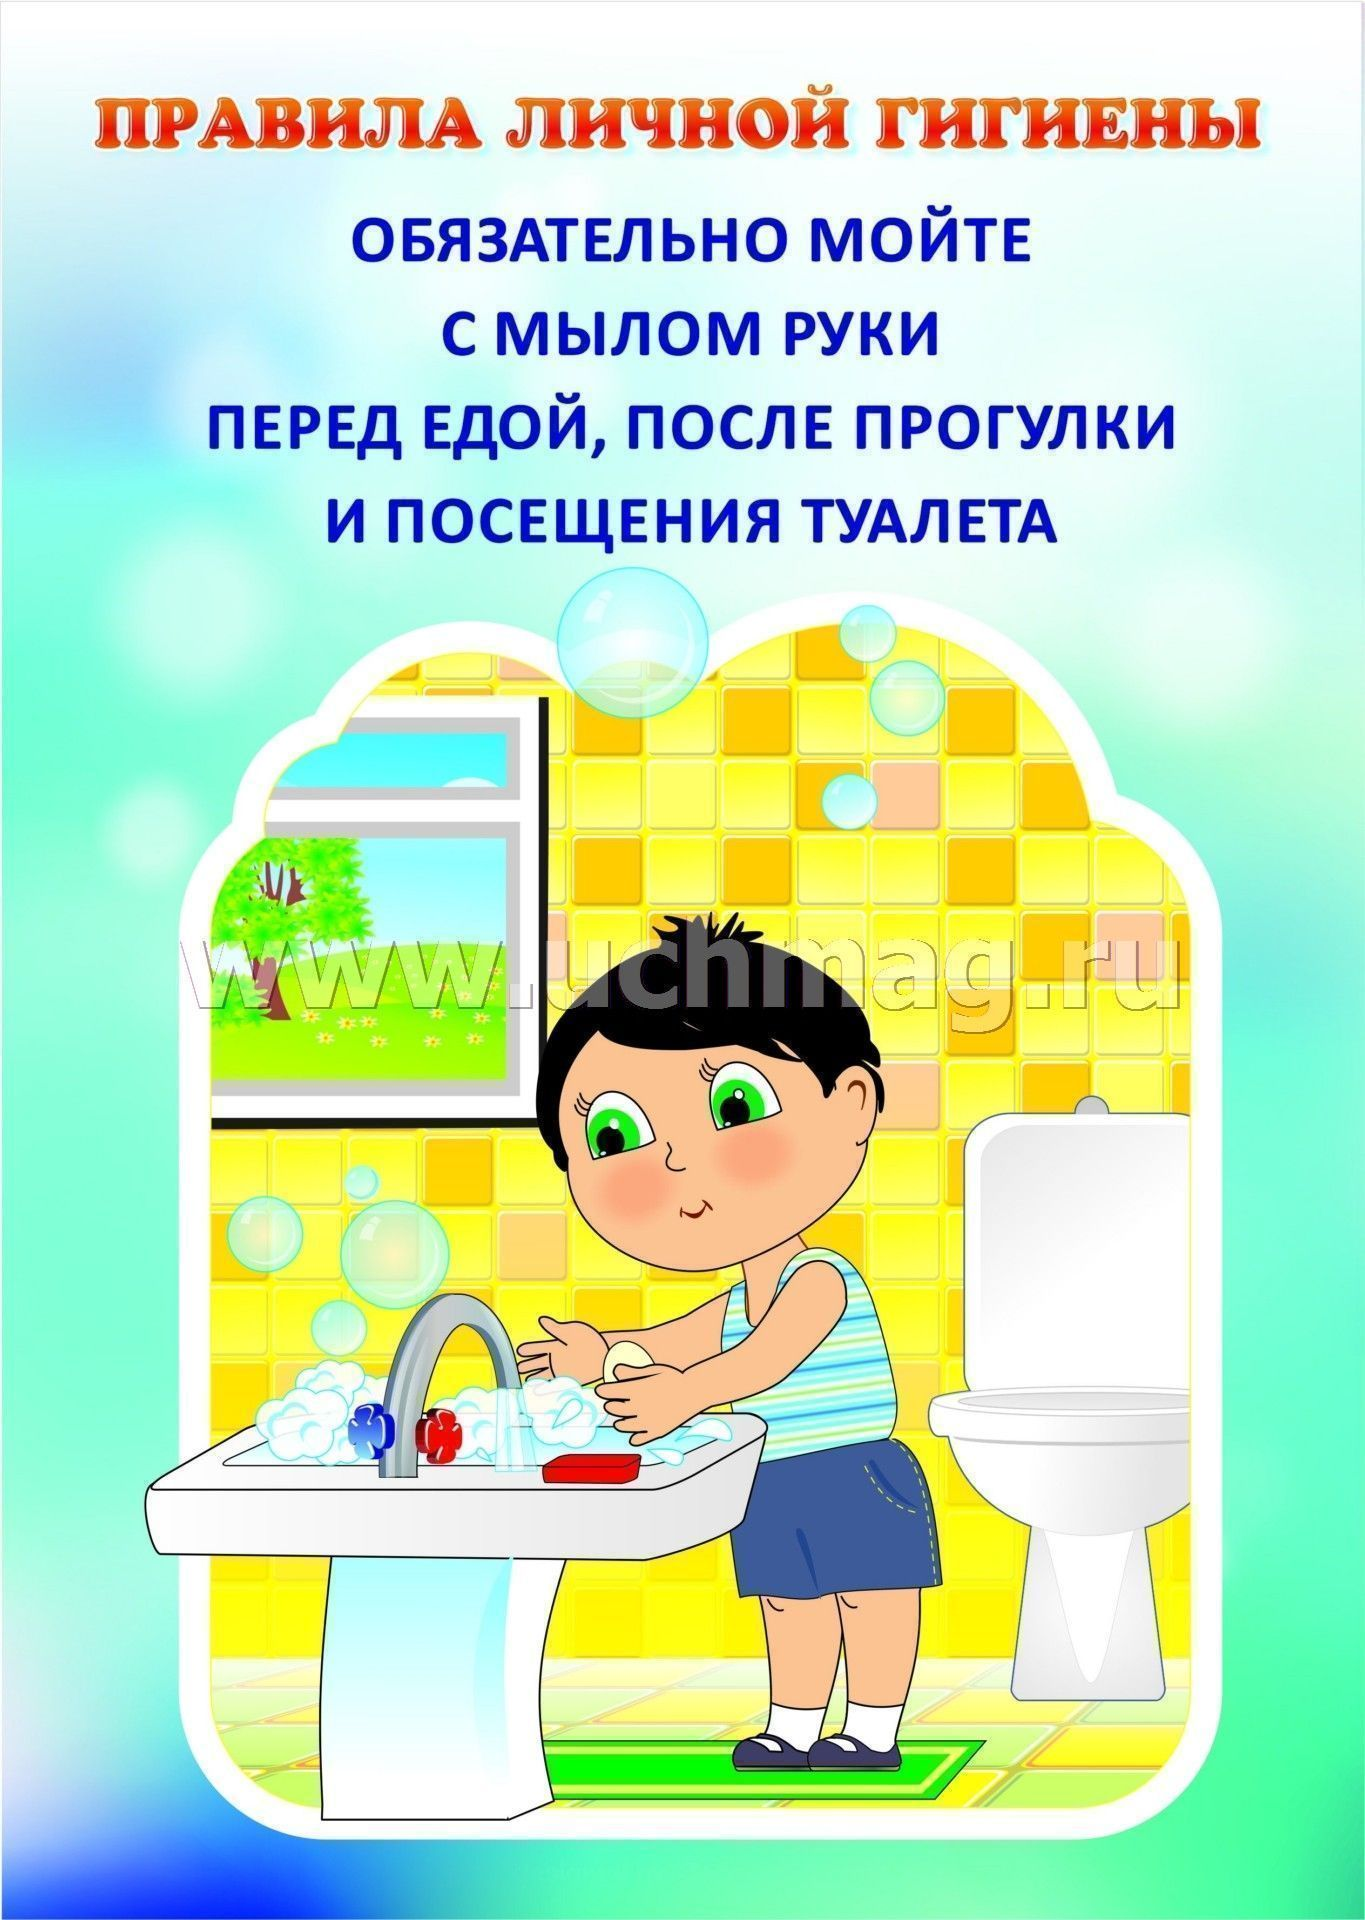 ПРАВИЛА ЛИЧНОЙ ГИГИЕНЫ
ОБЯЗАТЕЛЬНО МОЙТЕ
С МЫЛОМ РУКИ
ПЕРЕД ЕДОЙ, ПОСЛЕ ПРОГУЛКИ
И ПОСЕЩЕНИЯ ТУАЛЕТА
www.uchmag.ru